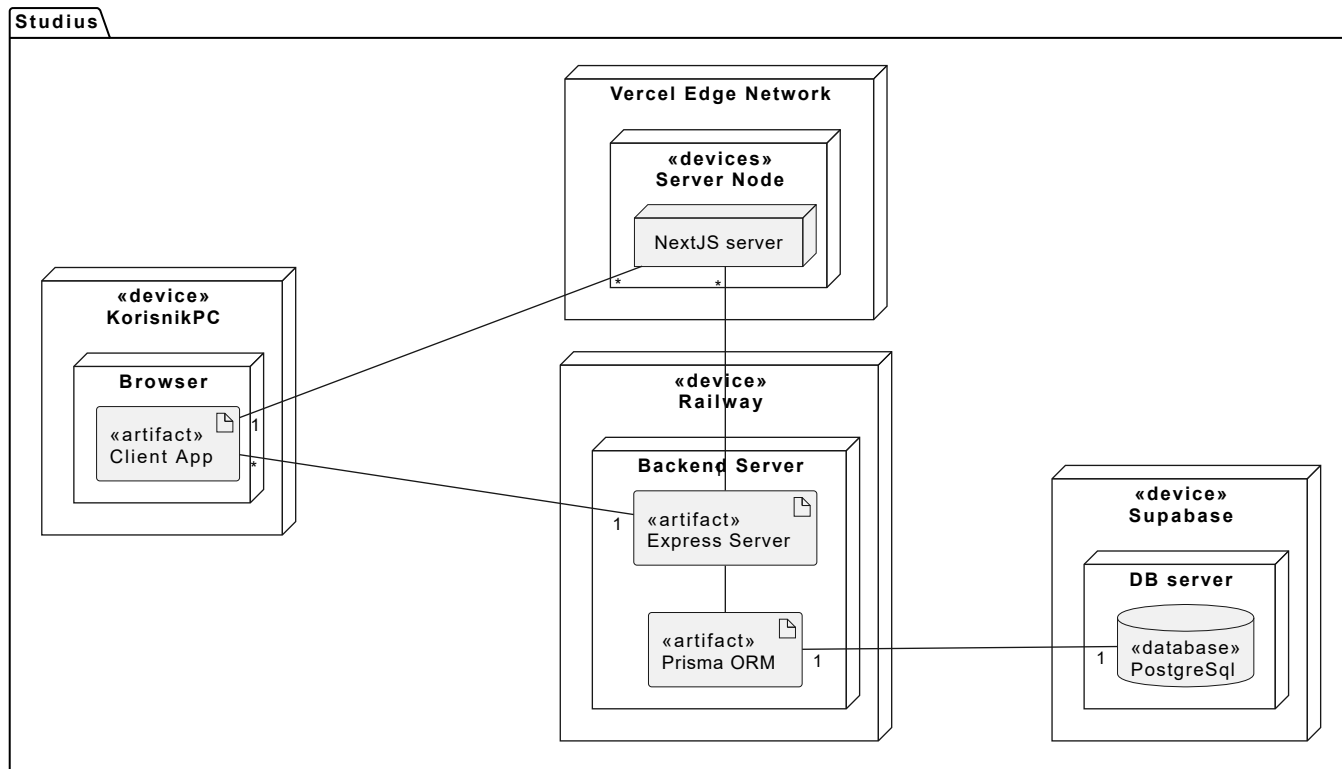 Studius
Vercel Edge Network
«devices»
Server Node
NextJS server
*
*
«device»
KorisnikPC
Browser
«artifact»
Client App
1
*
«device»
Railway
Backend Server
1
«artifact»
Express Server
1
«artifact»
Prisma ORM
1
«device»
Supabase
DB server
«database»
PostgreSql
1